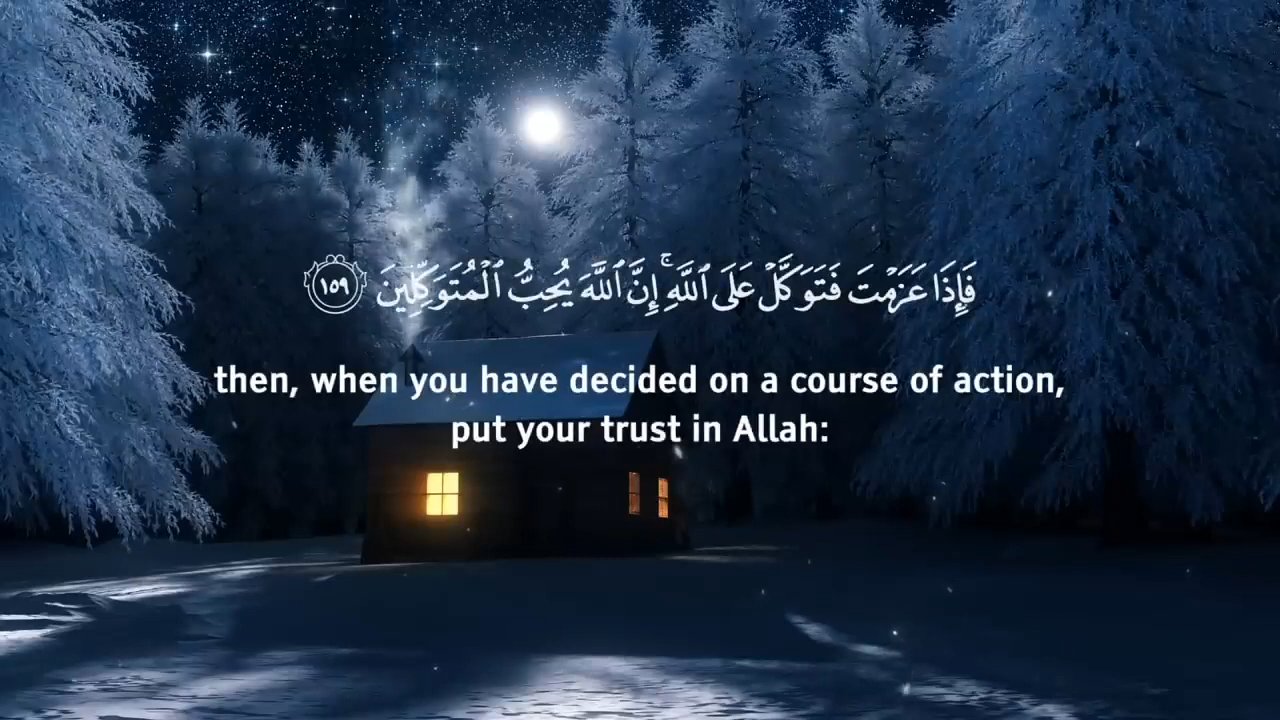 فَإِذَا عَزَمْتَ فَتَوَكَّلْ عَلَى ٱللَّهِ ۚ إِنَّ ٱللَّهَ يُحِبُّ ٱلْمُتَوَكِّلِينَ ١٥٩
then, when you have decided on a course of action,
put your trust in Allah: